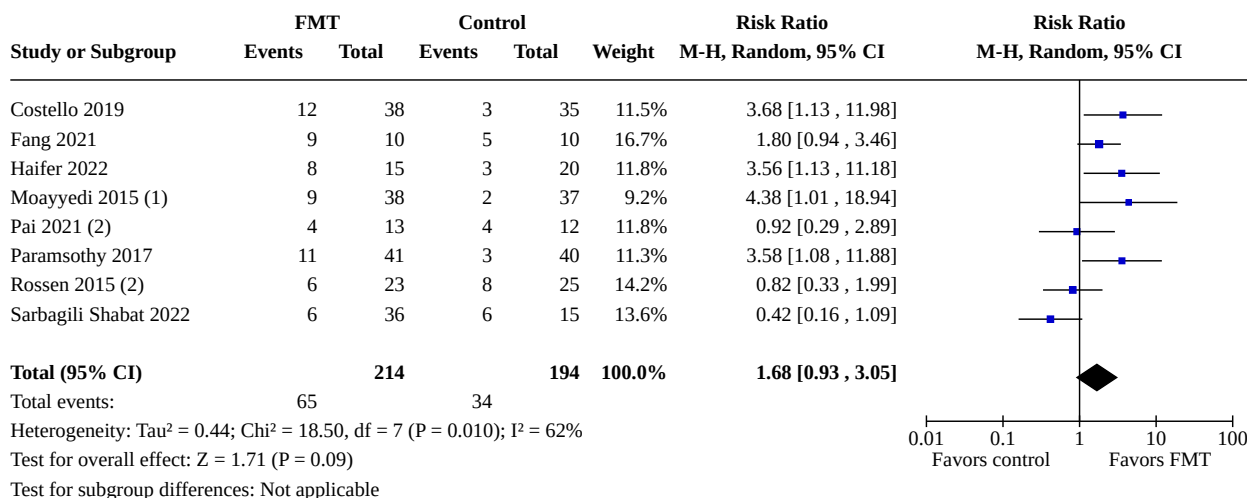 FMT Control Risk Ratio Risk Ratio
Study or Subgroup Events Total Events Total Weight M-H, Random, 95% CI M-H, Random, 95% CI
Costello 2019 12 38 3 35 11.5% 3.68 [1.13 , 11.98]
Fang 2021 9 10 5 10 16.7% 1.80 [0.94 , 3.46]
Haifer 2022 8 15 3 20 11.8% 3.56 [1.13 , 11.18]
Moayyedi 2015 (1) 9 38 2 37 9.2% 4.38 [1.01 , 18.94]
Pai 2021 (2) 4 13 4 12 11.8% 0.92 [0.29 , 2.89]
Paramsothy 2017 11 41 3 40 11.3% 3.58 [1.08 , 11.88]
Rossen 2015 (2) 6 23 8 25 14.2% 0.82 [0.33 , 1.99]
Sarbagili Shabat 2022 6 36 6 15 13.6% 0.42 [0.16 , 1.09]
Total (95% CI) 214 194 100.0% 1.68 [0.93 , 3.05]
Total events: 65 34
Heterogeneity: Tau² = 0.44; Chi² = 18.50, df = 7 (P = 0.010); I² = 62%
0.01 0.1 1 10 100
Test for overall effect: Z = 1.71 (P = 0.09) Favors control Favors FMT
Test for subgroup differences: Not applicable